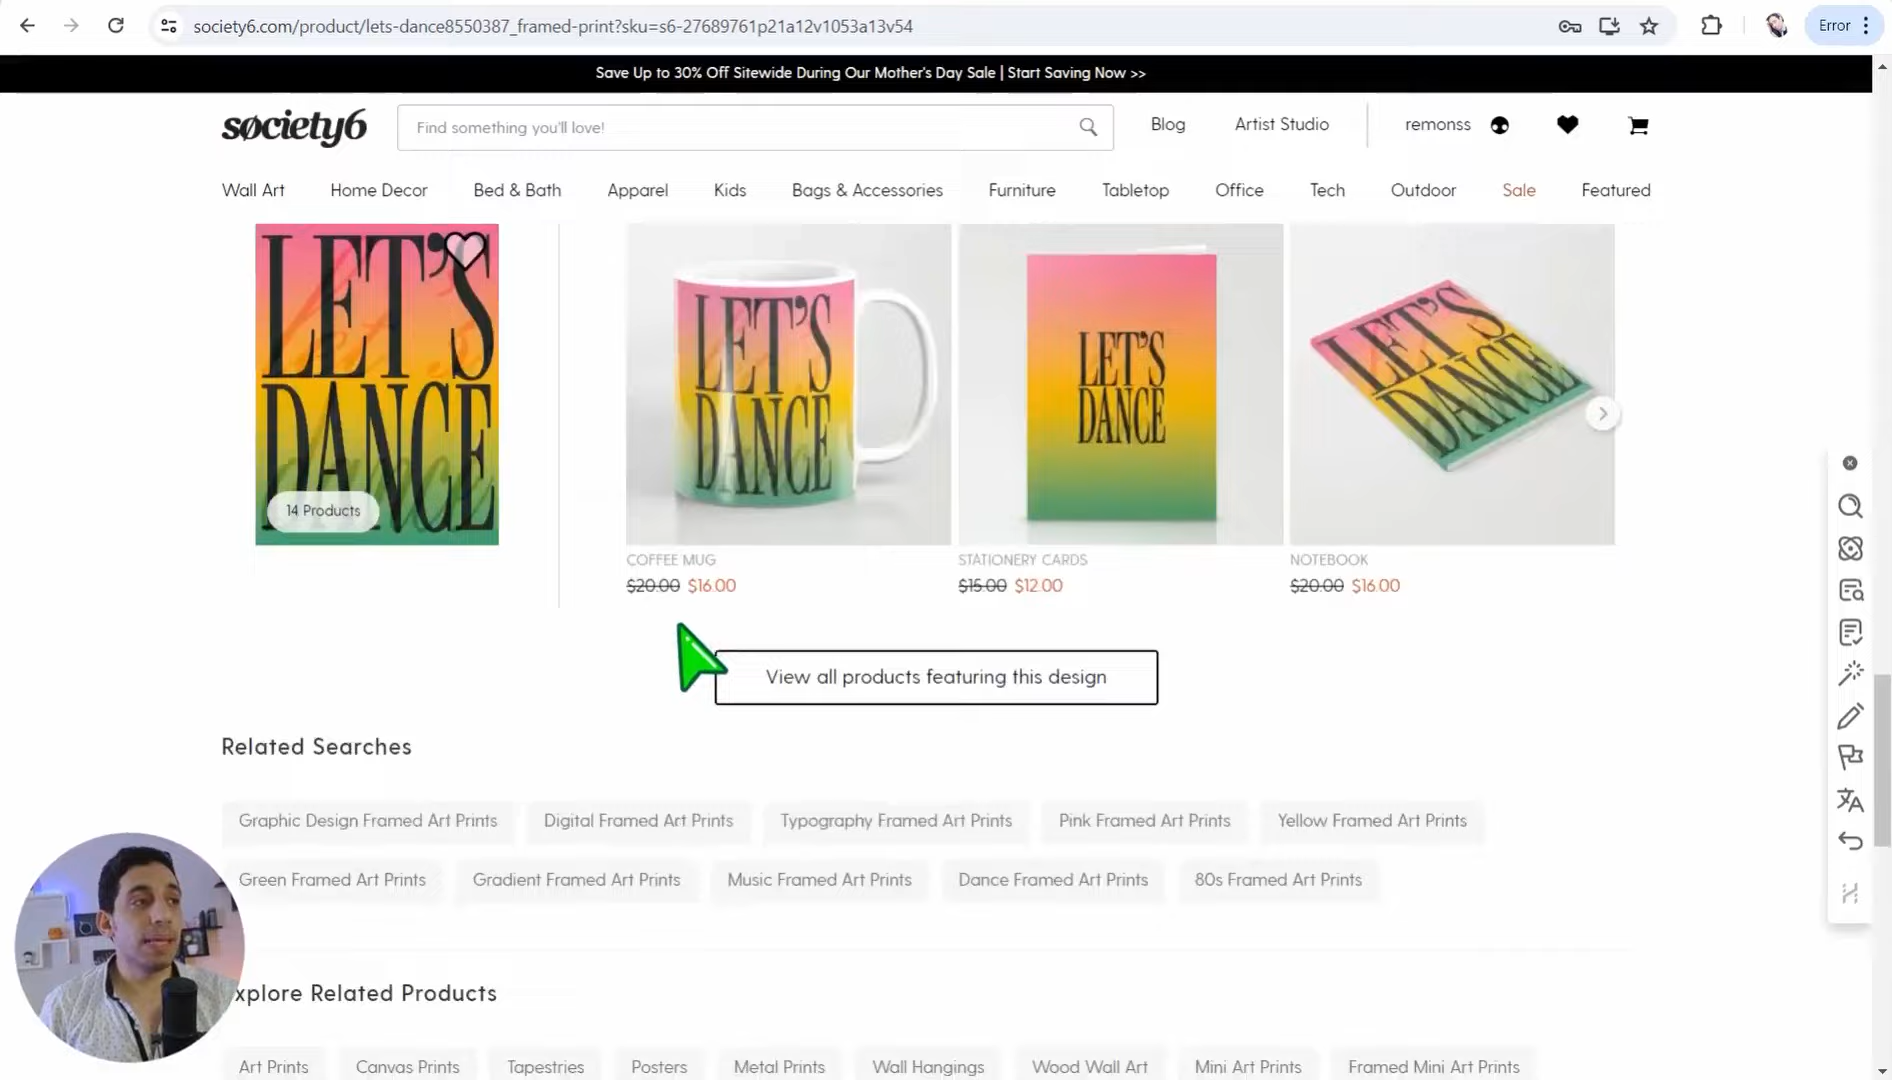 society6.com/product/lets-dance8550387_framed-print?sku=s6-27689761p21a12v1053a13v54
Error
Save Up to 30% Off Sitewide During Our Mother's Day Sale | Start Saving Now >>
society6
Find something you'll love!
Blog
Artist Studio
remonss
Wall Art
Home Decor
Bed & Bath
Apparel
Kids
Bags & Accessories
Furniture
Tabletop
Office
Tech
Outdoor
Sale
Featured
LET'S
DANCE
14 Products
LET'S
DANCE
LET'S
DANCE
LET'S
DANCE
COFFEE MUG
$20.00 $16.00
STATIONERY CARDS
$15.00 $12.00
NOTEBOOK
$20.00 $16.00
View all products featuring this design
Related Searches
Graphic Design Framed Art Prints
Digital Framed Art Prints
Typography Framed Art Prints
Pink Framed Art Prints
Yellow Framed Art Prints
Green Framed Art Prints
Gradient Framed Art Prints
Music Framed Art Prints
Dance Framed Art Prints
80s Framed Art Prints
xplore Related Products
Art Prints
Canvas Prints
Tapestries
Posters
Metal Prints
Wall Hangings
Wood Wall Art
Mini Art Prints
Framed Mini Art Prints